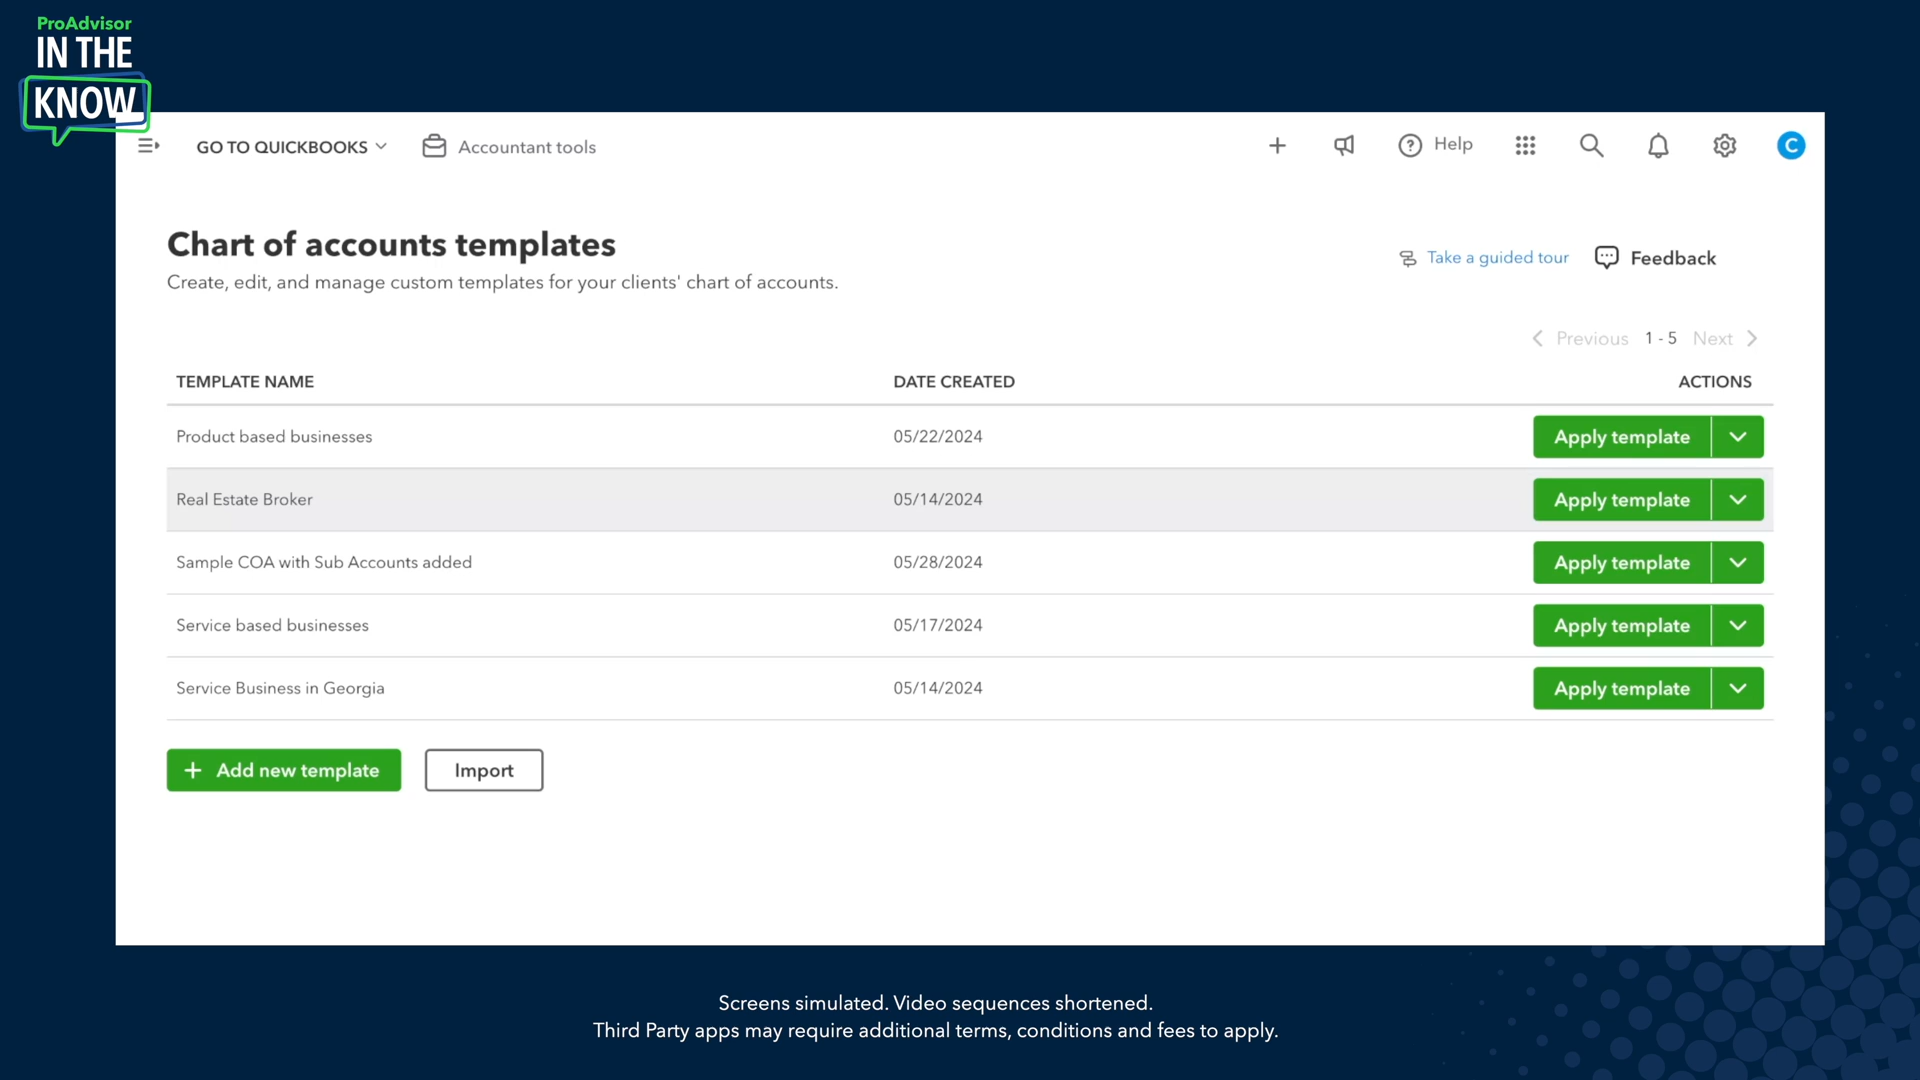 ProAdvisor
IN THE
KNOW
GO TO QUICKBOOKS Accountant tools Help C
Chart of accounts templates
Create, edit, and manage custom templates for your clients' chart of accounts.
Take a guided tour Feedback
Previous 1 - 5 Next
TEMPLATE NAME DATE CREATED ACTIONS
Product based businesses 05/22/2024 Apply template
Real Estate Broker 05/14/2024 Apply template
Sample COA with Sub Accounts added 05/28/2024 Apply template
Service based businesses 05/17/2024 Apply template
Service Business in Georgia 05/14/2024 Apply template
+ Add new template Import
Screens simulated. Video sequences shortened.
Third Party apps may require additional terms, conditions and fees to apply.